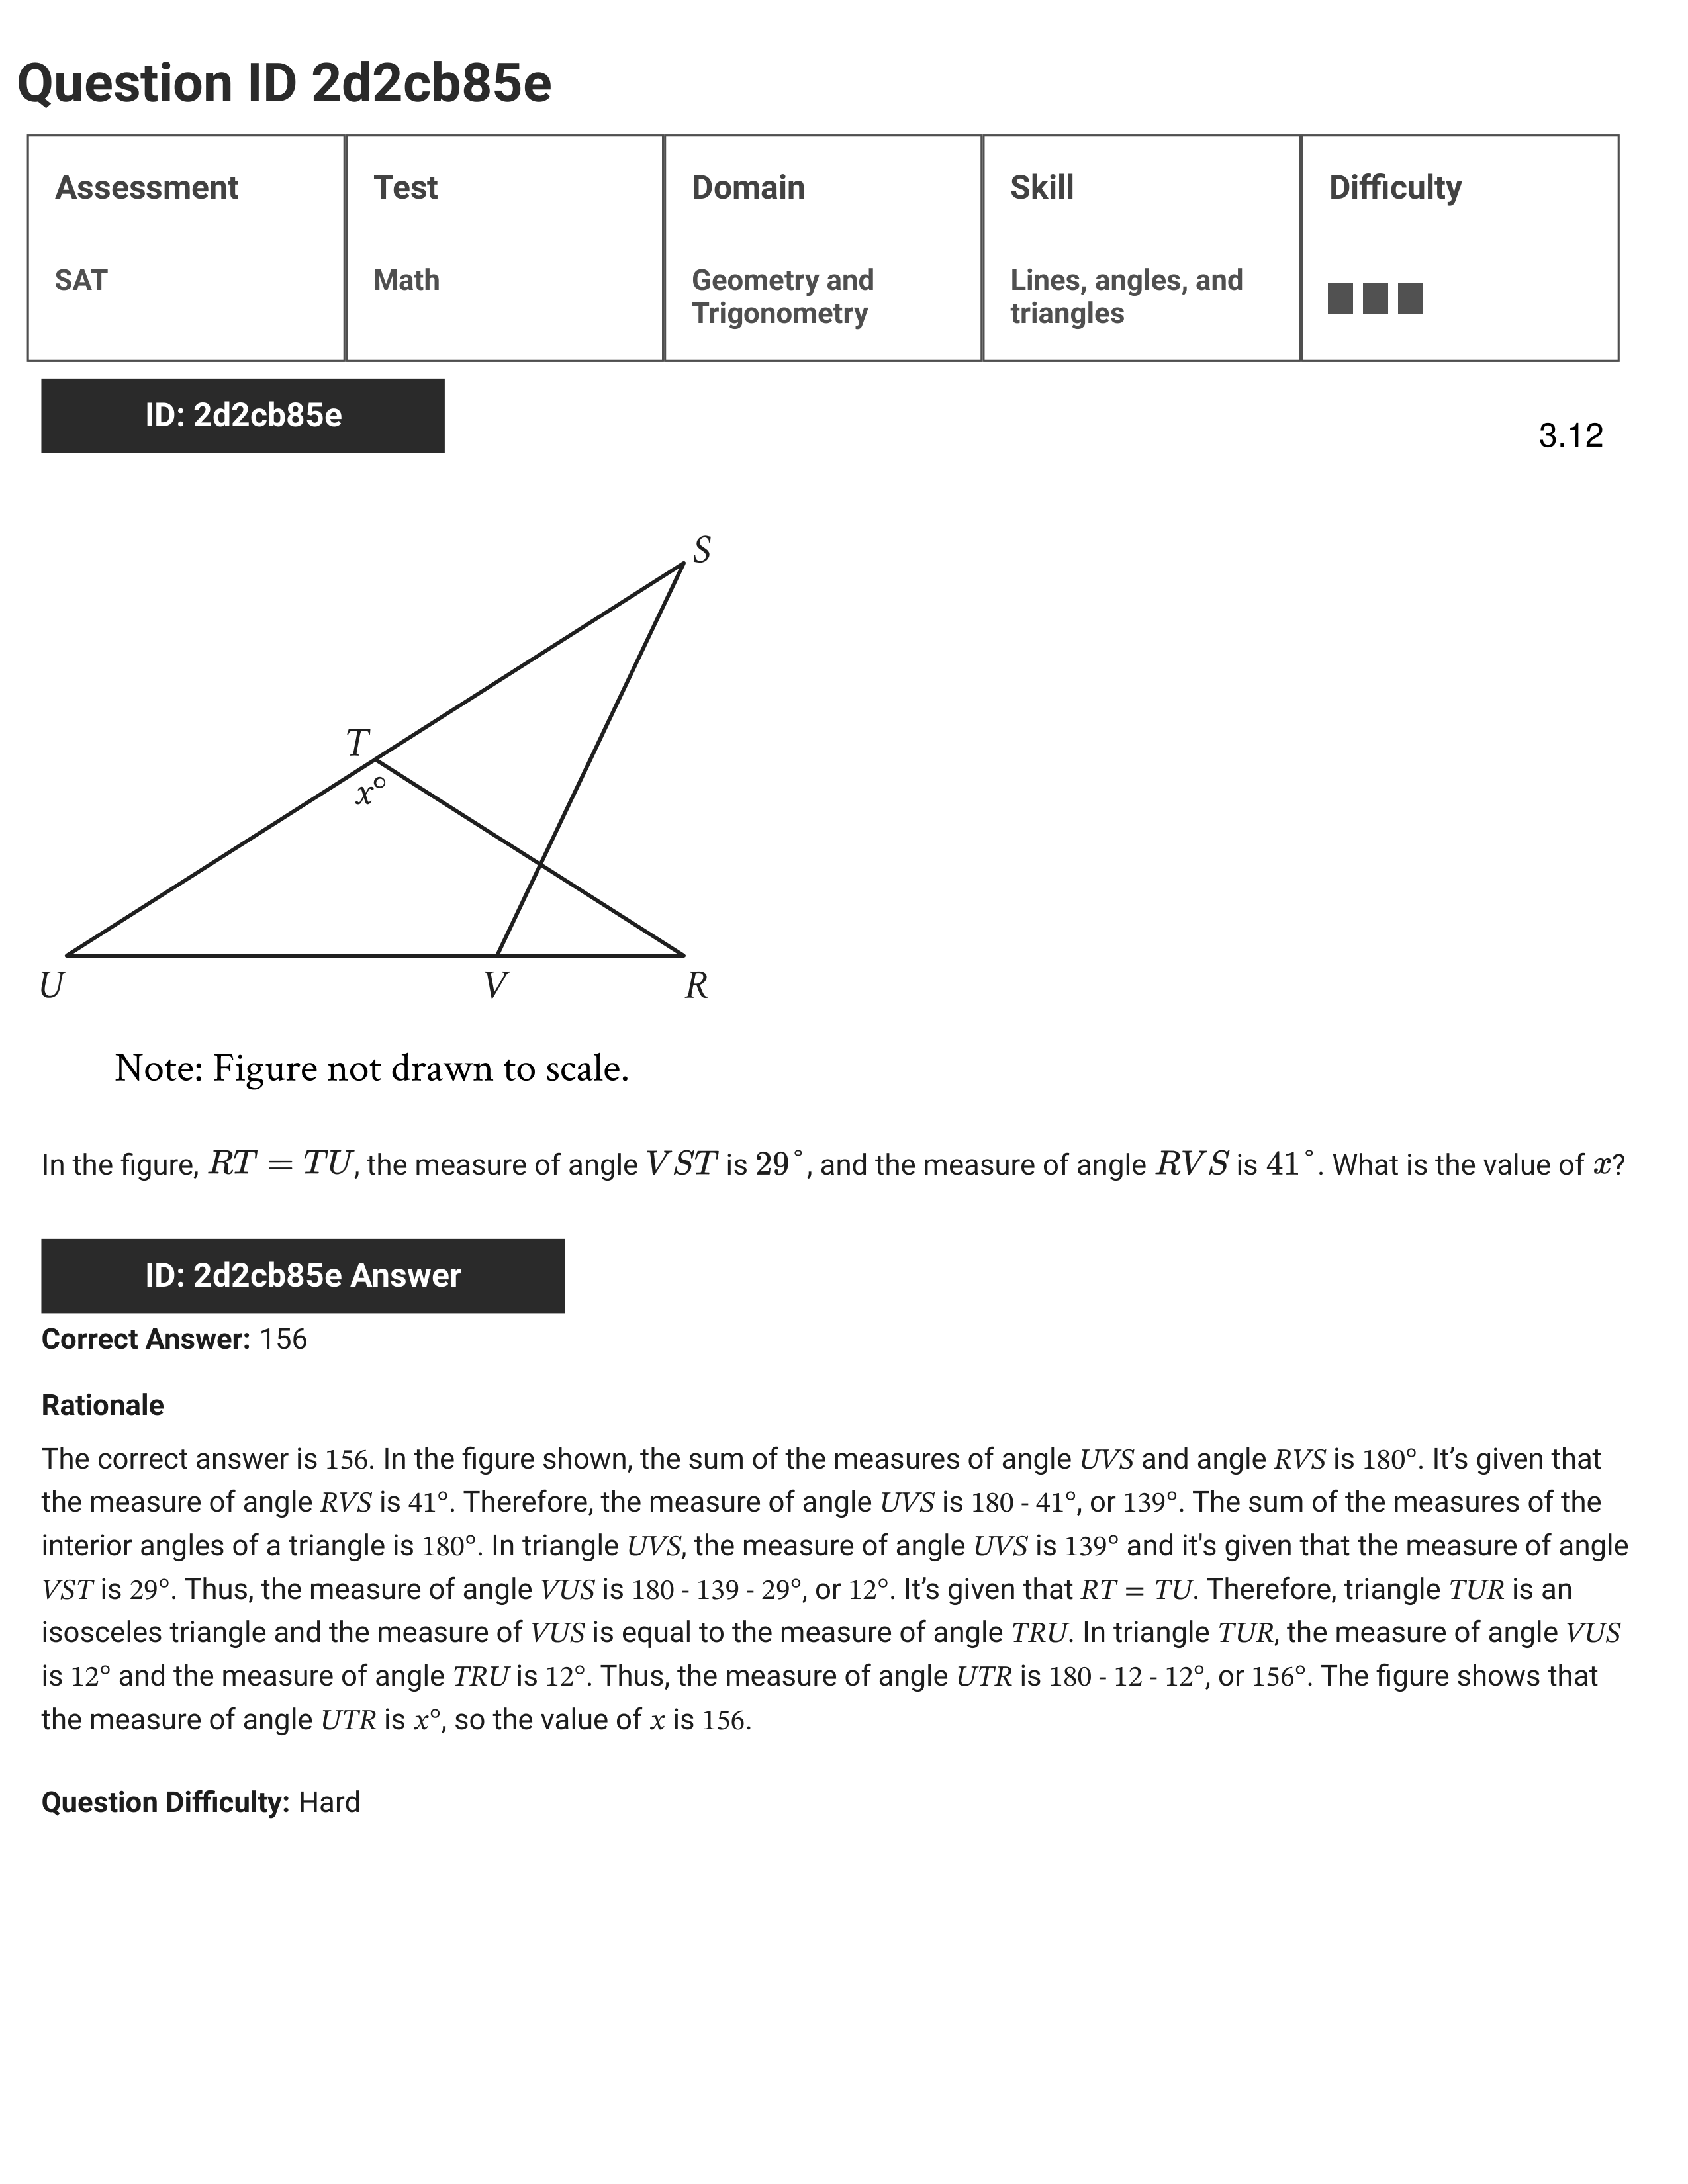 Question ID 2d2cb85e
Assessment
Test
Domain
Skill
Difficulty
SAT
Math
Geometry and
Trigonometry
Lines, angles, and
triangles
ID: 2d2cb85e
3.12
S
T
x°
U
V
R
Note: Figure not drawn to scale.
In the figure, RT = TU, the measure of angle VST is 29°, and the measure of angle RVS is 41°. What is the value of x?
ID: 2d2cb85e Answer
Correct Answer: 156
Rationale
The correct answer is 156. In the figure shown, the sum of the measures of angle UVS and angle RVS is 180°. It’s given that
the measure of angle RVS is 41°. Therefore, the measure of angle UVS is 180 - 41°, or 139°. The sum of the measures of the
interior angles of a triangle is 180°. In triangle UVS, the measure of angle UVS is 139° and it's given that the measure of angle
VST is 29°. Thus, the measure of angle VUS is 180 - 139 - 29°, or 12°. It’s given that RT = TU. Therefore, triangle TUR is an
isosceles triangle and the measure of VUS is equal to the measure of angle TRU. In triangle TUR, the measure of angle VUS
is 12° and the measure of angle TRU is 12°. Thus, the measure of angle UTR is 180 - 12 - 12°, or 156°. The figure shows that
the measure of angle UTR is x°, so the value of x is 156.
Question Difficulty: Hard